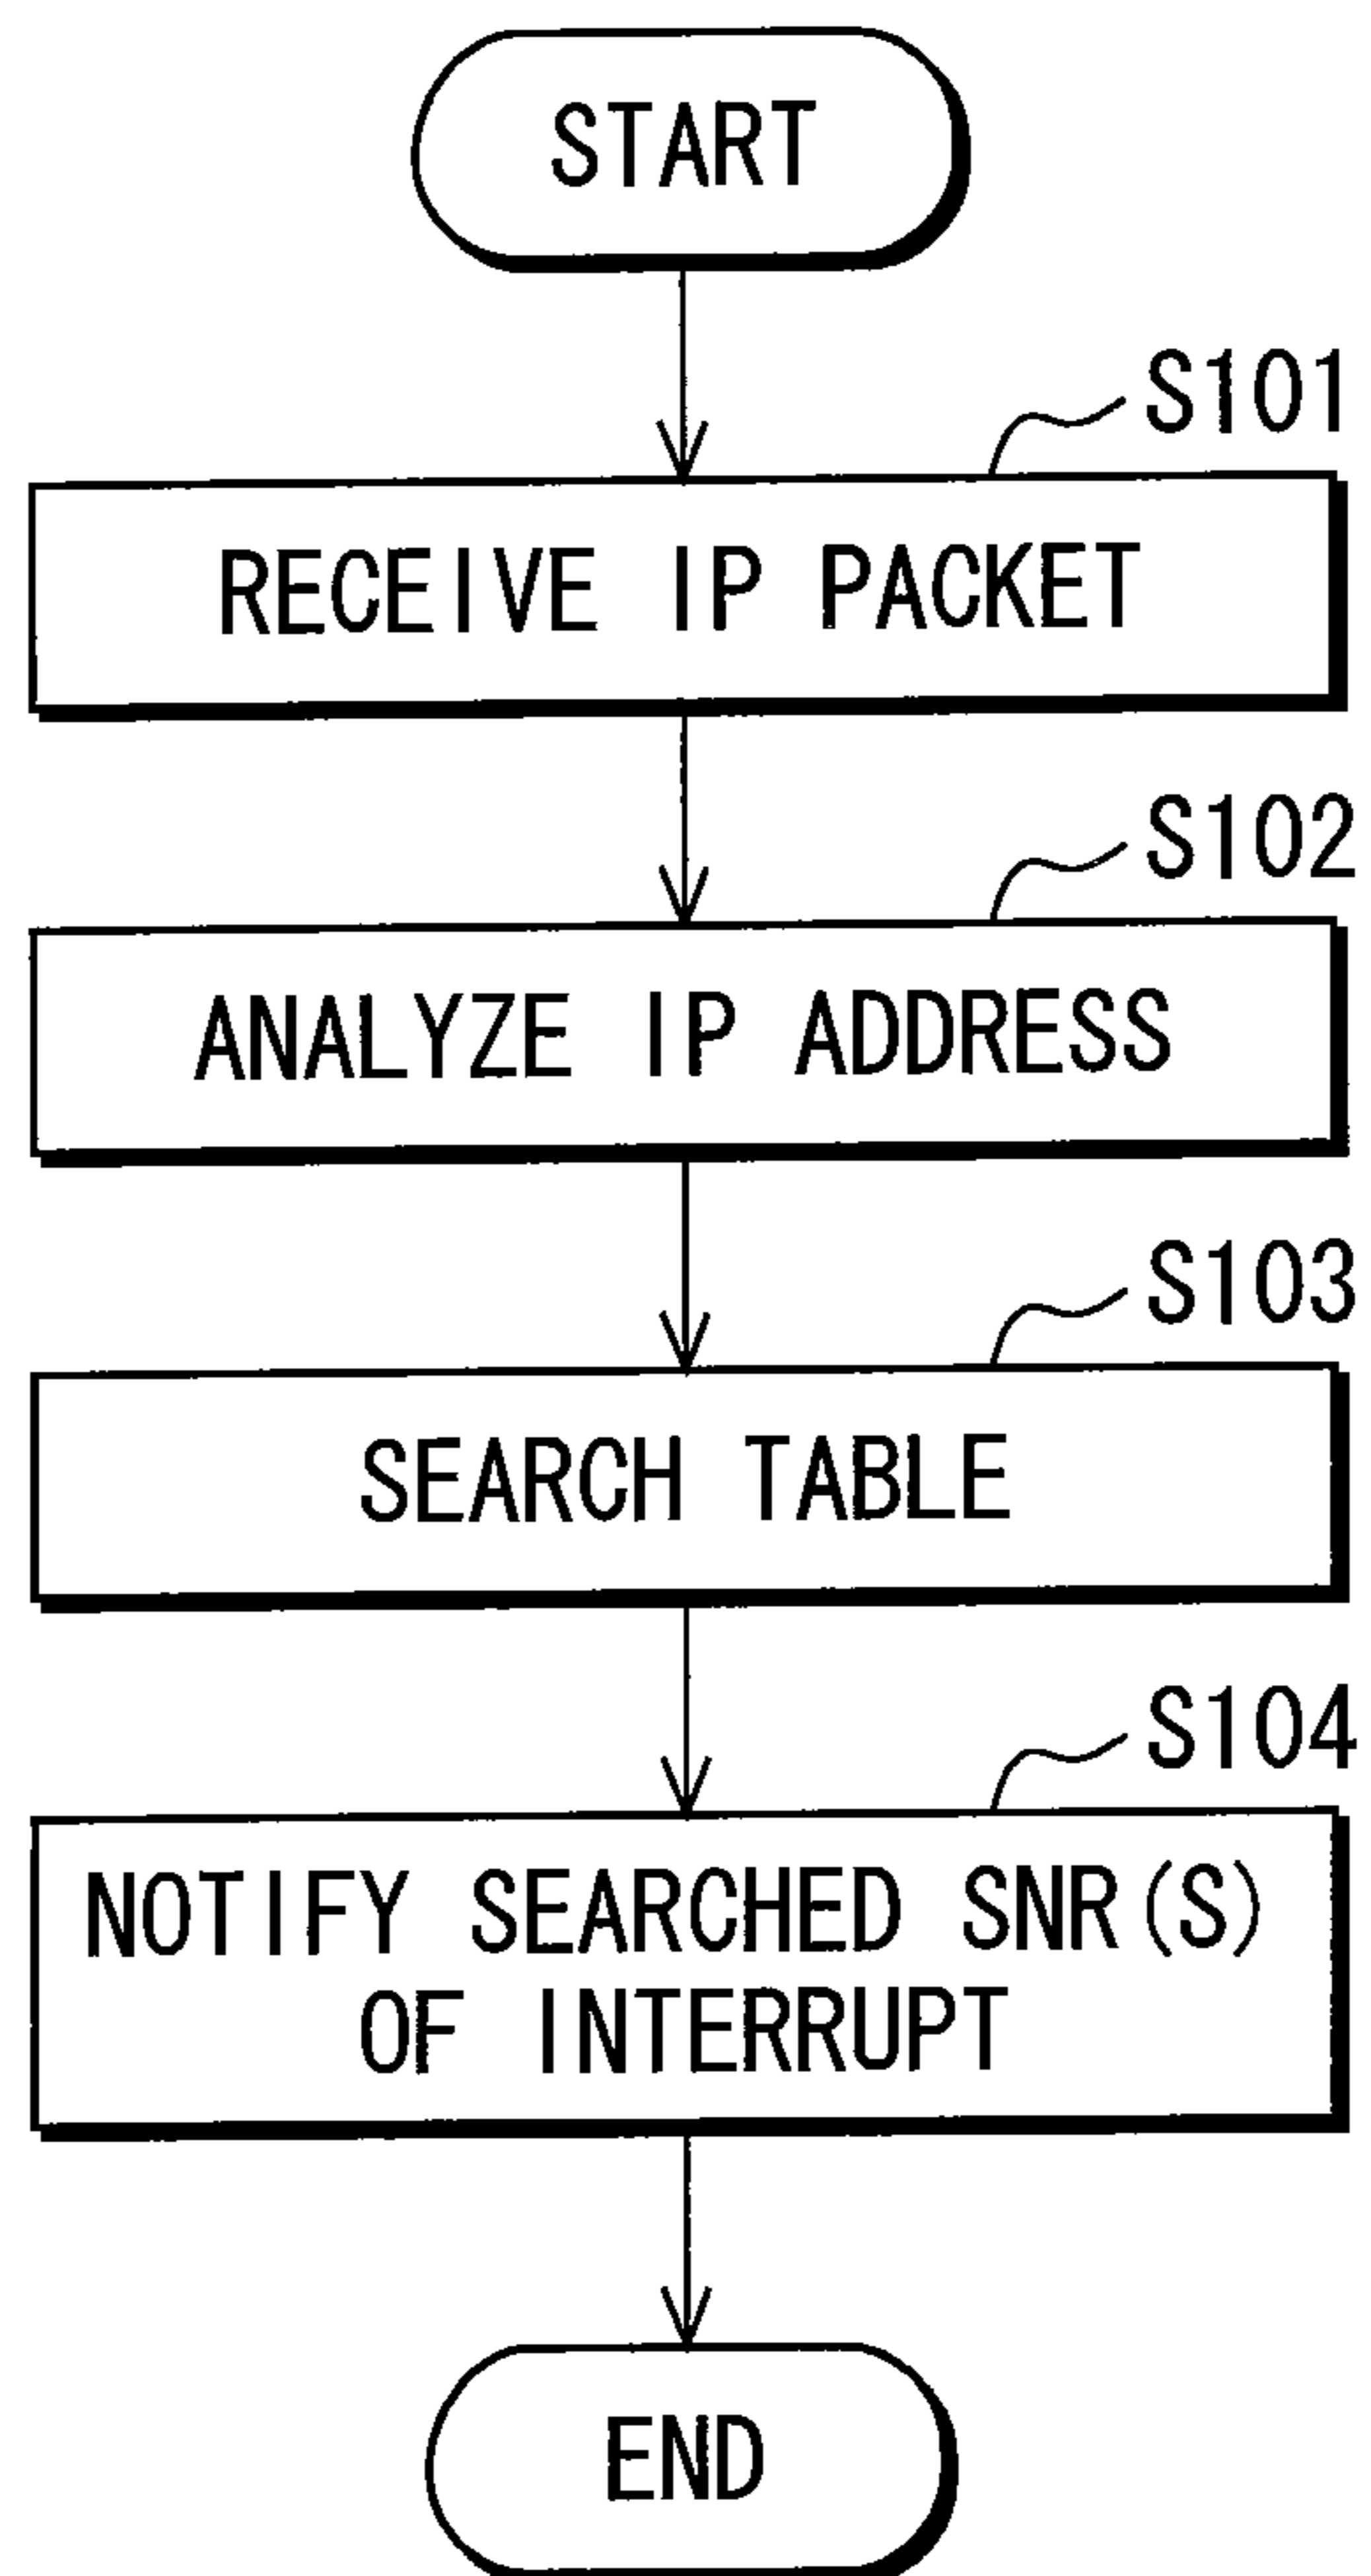 START
S101
RECEIVE IP PACKET
S102
ANALYZE IP ADDRESS
S103
SEARCH TABLE
S104
NOTIFY SEARCHED SNR(S)
OF INTERRUPT
END